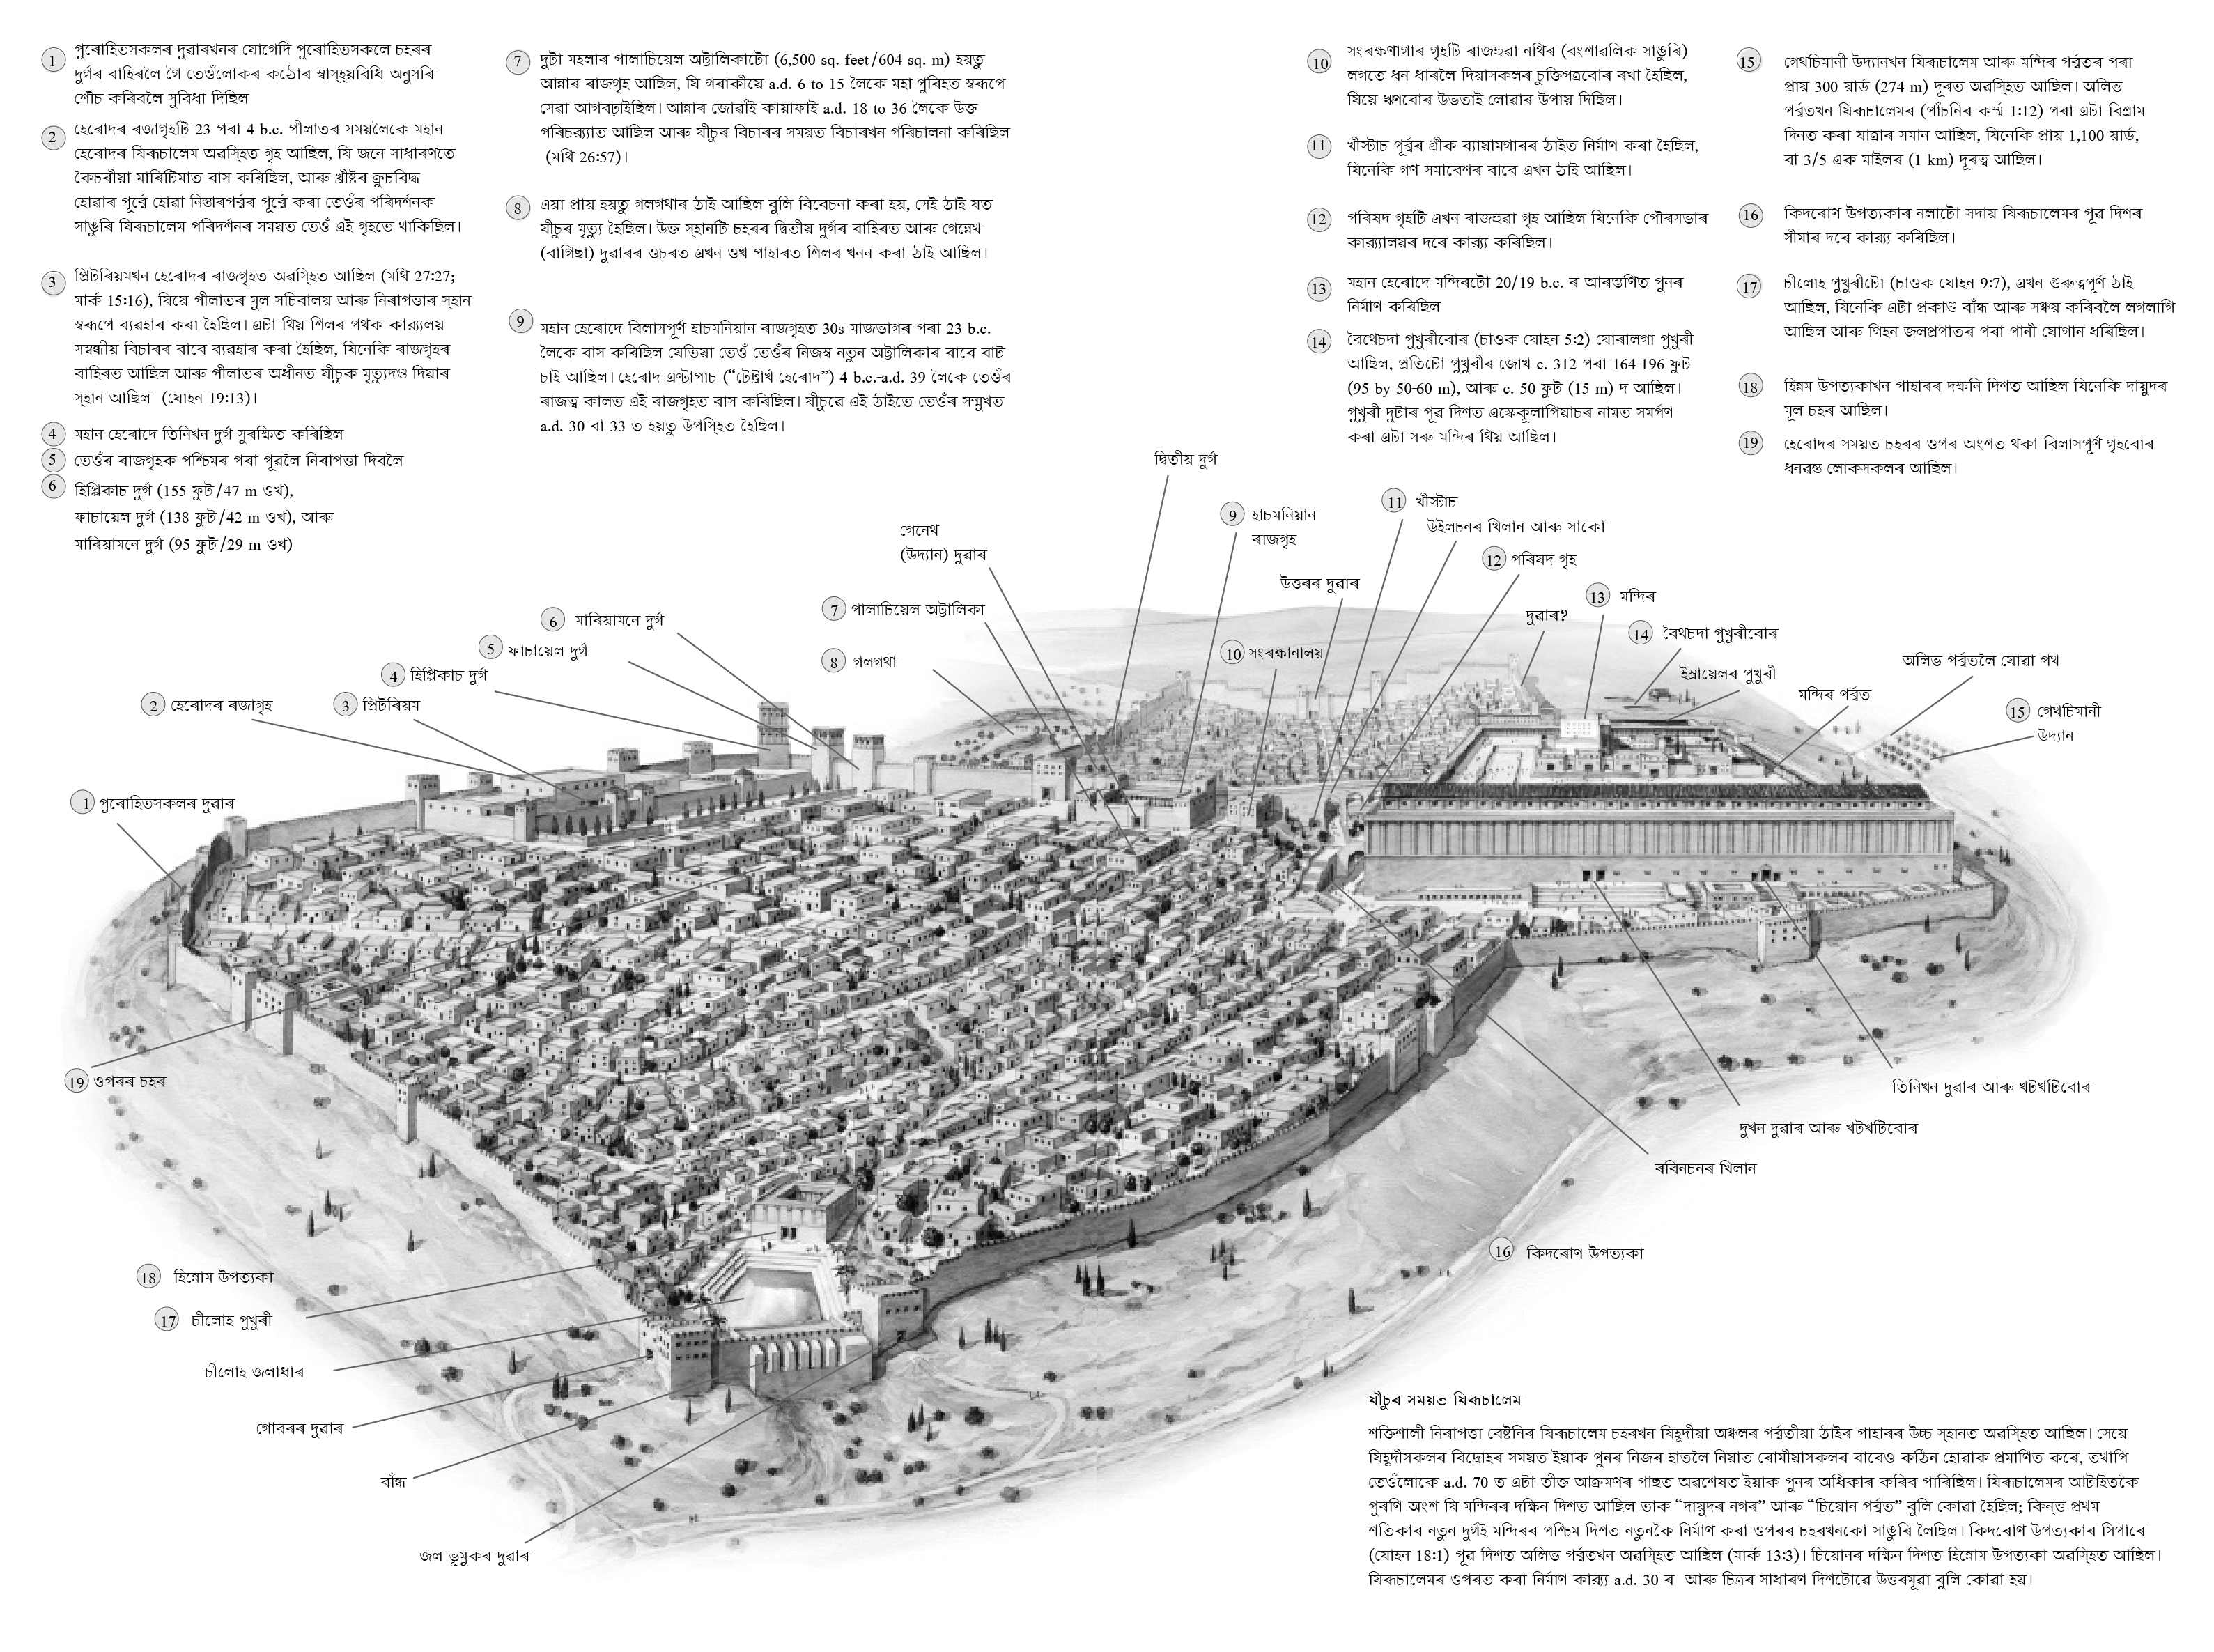 1 পুৰোহিতসকলৰ দুৱাৰখনৰ যোগেদি পুৰোহিতসকলে চহৰৰ
দুৰ্গৰ বাহিৰলৈ গৈ তেওঁলোকৰ কঠোৰ স্বাস্হ্যবিধি অনুসৰি
শৌচ কৰিবলৈ সুবিধা দিছিল
2 হেৰোদৰ ৰজাগৃহটি 23 পৰা 4 b.c. পীলাতৰ সময়লৈকে মহান
হেৰোদৰ যিৰূচালেম অৱস্হিত গৃহ আছিল, যি জনে সাধাৰণতে
কৈচৰীয়া মাৰিটিমাত বাস কৰিছিল, আৰু খ্ৰীষ্টৰ ক্ৰুচবিদ্ধ
হোৱাৰ পূৰ্ব্বে হোৱা নিস্তাৰপৰ্ব্বৰ পূৰ্ব্বে কৰা তেওঁৰ পৰিদৰ্শনক
সাঙুৰি যিৰূচালেম পৰিদৰ্শনৰ সময়ত তেওঁ এই গৃহতে থাকিছিল।
3 প্ৰিটৰিয়মখন হেৰোদৰ ৰাজগৃহত অৱস্হিত আছিল (মথি 27:27;
মাৰ্ক 15:16), যিয়ে পীলাতৰ মুল সচিবালয় আৰু নিৰাপত্তাৰ স্হান
স্বৰূপে ব্যৱহাৰ কৰা হৈছিল। এটা থিয় শিলৰ পথক কাৰ্য্যলয়
সম্বন্ধীয় বিচাৰৰ বাবে ব্যৱহাৰ কৰা হৈছিল, যিনেকি ৰাজগৃহৰ
বাহিৰত আছিল আৰু পীলাতৰ অধীনত যীচুক মৃত্যুদণ্ড দিয়াৰ
স্হান আছিল (যোহন 19:13)।
4 মহান হেৰোদে তিনিখন দুৰ্গ সুৰক্ষিত কৰিছিল
5 তেওঁৰ ৰাজগৃহক পশ্চিমৰ পৰা পূৱলৈ নিৰাপত্তা দিবলৈ
6 হিপ্পিকাচ দুৰ্গ (155 ফুট/47 m ওখ),
ফাচায়েল দুৰ্গ (138 ফুট/42 m ওখ), আৰু
মাৰিয়ামনে দুৰ্গ (95 ফুট/29 m ওখ)
7 দুটা মহলাৰ পালাচিয়েল অট্টালিকাটো (6,500 sq. feet/604 sq. m) হয়তু
আন্নাৰ ৰাজগৃহ আছিল, যি গৰাকীয়ে a.d. 6 to 15 লৈকে মহা-পুৰিহত স্বৰূপে
সেৱা আগবঢ়াইছিল। আন্নাৰ জোৱাঁই কায়াফাই a.d. 18 to 36 লৈকে উক্ত
পৰিচৰ্য্যাত আছিল আৰু যীচুৰ বিচাৰৰ সময়ত বিচাৰখন পৰিচালনা কৰিছিল
(মথি 26:57)।
8 এয়া প্ৰায় হয়তু গলগথাৰ ঠাই আছিল বুলি বিবেচনা কৰা হয়, সেই ঠাই যত
যীচুৰ মৃত্যু হৈছিল। উক্ত স্হানটি চহৰৰ দ্বিতীয় দুৰ্গৰ বাহিৰত আৰু গেন্নেথ
(বাগিছা) দুৱাৰৰ ওচৰত এখন ওখ পাহাৰত শিলৰ খনন কৰা ঠাই আছিল।
9 মহান হেৰোদে বিলাসপূৰ্ণ হাচমনিয়ান ৰাজগৃহত 30s মাজভাগৰ পৰা 23 b.c.
লৈকে বাস কৰিছিল যেতিয়া তেওঁ তেওঁৰ নিজস্ব নতুন অট্টালিকাৰ বাবে বাট
চাই আছিল। হেৰোদ এন্টাপাচ (“টেট্ৰাৰ্খ হেৰোদ”) 4 b.c.-a.d. 39 লৈকে তেওঁৰ
ৰাজত্ব কালত এই ৰাজগৃহত বাস কৰিছিল। যীচুৱে এই ঠাইতে তেওঁৰ সন্মুখত
a.d. 30 বা 33 ত হয়তু উপস্হিত হৈছিল।
10 সংৰক্ষণাগাৰ গৃহটি ৰাজহুৱা নথিৰ (বংশাৱলিক সাঙুৰি)
লগতে ধন ধাৰলৈ দিয়াসকলৰ চুক্তিপত্ৰবোৰ ৰখা হৈছিল,
যিয়ে ঋণবোৰ উভতাই লোৱাৰ উপায় দিছিল।
11 খীস্টাচ পূৰ্ব্বৰ গ্ৰীক ব্যায়ামগাৰৰ ঠাইত নিৰ্মাণ কৰা হৈছিল,
যিনেকি গণ সমাবেশৰ বাবে এখন ঠাই আছিল।
12 পৰিষদ গৃহটি এখন ৰাজহুৱা গৃহ আছিল যিনেকি পৌৰসভাৰ
কাৰ্য্যালয়ৰ দৰে কাৰ্য্য কৰিছিল।
13 মহান হেৰোদে মন্দিৰটো 20/19 b.c. ৰ আৰম্ভণিত পুনৰ
নিৰ্মাণ কৰিছিল
14 বৈথেচদা পুখুৰীবোৰ (চাওক যোহন 5:2) যোৰালগা পুখুৰী
আছিল, প্ৰতিটো পুখুৰীৰ জোখ c. 312 পৰা 164-196 ফুট
(95 by 50-60 m), আৰু c. 50 ফুট (15 m) দ আছিল।
পুখুৰী দুটাৰ পূৱ দিশত এস্কেকূলাপিয়াচৰ নামত সমৰ্পণ
কৰা এটা সৰু মন্দিৰ থিয় আছিল।
15 গেৎচিমানী উদ্যানখন যিৰূচালেম আৰু মন্দিৰ পৰ্ব্বতৰ পৰা
প্ৰায় 300 য়াৰ্ড (274 m) দূৰত অৱস্হিত আছিল। অলিভ
পৰ্ব্বতখন যিৰূচালেমৰ (পাঁচনিৰ কৰ্ম্ম 1:12) পৰা এটা বিশ্ৰাম
দিনত কৰা যাত্ৰাৰ সমান আছিল, যিনেকি প্ৰায় 1,100 য়াৰ্ড,
বা 3/5 এক মাইলৰ (1 km) দূৰত্ব আছিল।
16 কিদৰোণ উপত্যকাৰ নলাটো সদায় যিৰূচালেমৰ পূৱ দিশৰ
সীমাৰ দৰে কাৰ্য্য কৰিছিল।
17 চীলোহ পুখুৰীটো (চাওক যোহন 9:7), এখন গুৰুত্বপূৰ্ণ ঠাই
আছিল, যিনেকি এটা প্ৰকাণ্ড বান্ধ আৰু সঞ্চয় কৰিবলৈ লগলাগি
আছিল আৰু গিহন জলপ্ৰপাতৰ পৰা পানী যোগান ধৰিছিল।
18 হিন্নম উপত্যকাখন পাহাৰৰ দক্ষনি দিশত আছিল যিনেকি দায়ুদৰ
মূল চহৰ আছিল।
19 হেৰোদৰ সময়ত চহৰৰ ওপৰ অংশত থকা বিলাসপূৰ্ণ গৃহবোৰ
ধনৱন্ত লোকসকলৰ আছিল।
দ্বিতীয় দুৰ্গ
গেনেথ
(উদ্যান) দুৱাৰ
9 হাচমনিয়ান
ৰাজগৃহ
11 খীস্টাচ
উইলচনৰ খিলান আৰু সাকো
12 পৰিষদ গৃহ
উত্তৰৰ দুৱাৰ
13 মন্দিৰ
দুৱাৰ?
14 বৈথচদা পুখুৰীবোৰ
ইস্ৰায়েলৰ পুখুৰী
অলিভ পৰ্ব্বতলৈ যোৱা পথ
মন্দিৰ পৰ্ব্বত
15 গেৎচিমানী
উদ্যান
7 পালাচিয়েল অট্টালিকা
6 মাৰিয়ামনে দুৰ্গ
5 ফাচায়েল দুৰ্গ
8 গলগথা
10 সংৰক্ষানালয়
4 হিপ্পিকাচ দুৰ্গ
2 হেৰোদৰ ৰজাগৃহ
3 প্ৰিটৰিয়ম
1 পুৰোহিতসকলৰ দুৱাৰ
19 ওপৰৰ চহৰ
তিনিখন দুৱাৰ আৰু খটখটিবোৰ
দুখন দুৱাৰ আৰু খটখটিবোৰ
ৰবিনচনৰ খিলান
16 কিদৰোণ উপত্যকা
18 হিন্নোম উপত্যকা
17 চীলোহ পুখুৰী
চীলোহ জলাধাৰ
গোবৰৰ দুৱাৰ
বান্ধ
জল ভূমুকৰ দুৱাৰ
যীচুৰ সময়ত যিৰূচালেম
শক্তিশালী নিৰাপত্তা বেষ্টনিৰ যিৰূচালেম চহৰখন যিহূদীয়া অঞ্চলৰ পৰ্ব্বতীয়া ঠাইৰ পাহাৰৰ উচ্চ স্হানত অৱস্হিত আছিল। সেয়ে
যিহূদীসকলৰ বিদ্ৰোহৰ সময়ত ইয়াক পুনৰ নিজৰ হাতলৈ নিয়াত ৰোমীয়াসকলৰ বাবেও কঠিন হোৱাক প্ৰমাণিত কৰে, তথাপি
তেওঁলোকে a.d. 70 ত এটা তীব্ৰ আক্ৰমণৰ পাছত অৱশেষত ইয়াক পুনৰ অধিকাৰ কৰিব পাৰিছিল। যিৰূচালেমৰ আটাইতকৈ
পুৰণি অংশ যি মন্দিৰৰ দক্ষিন দিশত আছিল তাক “দায়ুদৰ নগৰ” আৰু “চিয়োন পৰ্ব্বত” বুলি কোৱা হৈছিল; কিন্তু প্ৰথম
শতিকাৰ নতুন দুৰ্গই মন্দিৰৰ পশ্চিম দিশত নতুনকৈ নিৰ্মাণ কৰা ওপৰৰ চহৰখনকো সাঙুৰি লৈছিল। কিদৰোণ উপত্যকাৰ সিপাৰে
(যোহন 18:1) পূৱ দিশত অলিভ পৰ্ব্বতখন অৱস্হিত আছিল (মাৰ্ক 13:3)। চিয়োনৰ দক্ষিন দিশত হিন্নোম উপত্যকা অৱস্হিত আছিল।
যিৰূচালেমৰ ওপৰত কৰা নিৰ্মাণ কাৰ্য্য a.d. 30 ৰ আৰু চিত্ৰৰ সাধাৰণ দিশটোৱে উত্তৰমূৱা বুলি কোৱা হয়।